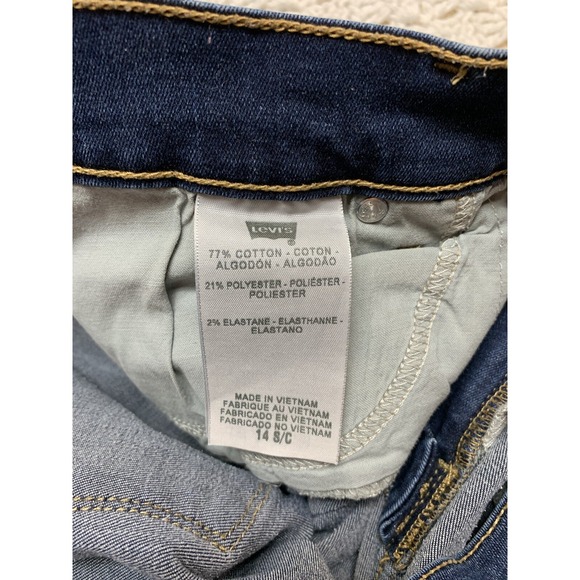 Levi's
®
77% COTTON - COTON -
ALGODÓN - ALGODÃO
21% POLYESTER - POLIÉSTER -
POLIESTER
2% ELASTANE - ELASTHANNE -
ELASTANO
MADE IN VIETNAM
FABRIQUE AU VIETNAM
FABRICADO EN VIETNAM
FABRICADO NO VIETNAM
14 S/C